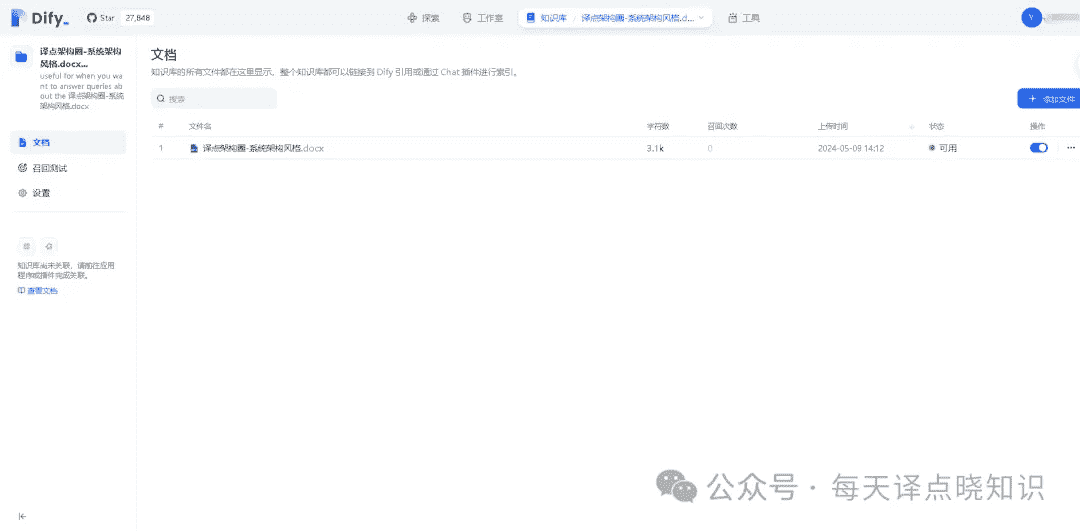 Dify_
Star 27,848
探索
工作室
知识库 / 译点架构圈-系统架构风格.d...
工具
Y
译点架构圈-系统架构
风格.docx...
useful for when you wa
nt to answer queries abo
out the 译点架构圈-系统
架构风格.docx
文档
召回测试
设置
知识库尚未关联,请前往应用
程序或插件完成关联。
查看文档
文档
知识库的所有文件都在这里显示,整个知识库都可以链接到 Dify 引用或通过 Chat 插件进行索引。
搜索
添加文件
# 文件名 字符数 召回次数 上传时间 状态 操作
1 译点架构圈-系统架构风格.docx 3.1k 0 2024-05-09 14:12 可用 ...
公众号 · 每天译点晓知识